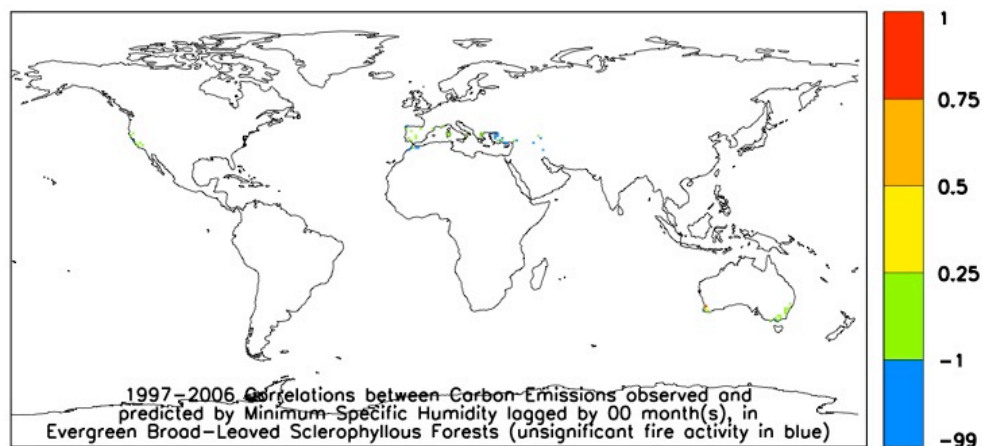 1
0.75
0.5
0.25
-1
-99
1997-2006 Correlations between Carbon Emissions observed and
predicted by Minimum Specific Humidity lagged by 00 month(s), in
Evergreen Broad-Leaved Sclerophyllous Forests (unsignificant fire activity in blue)